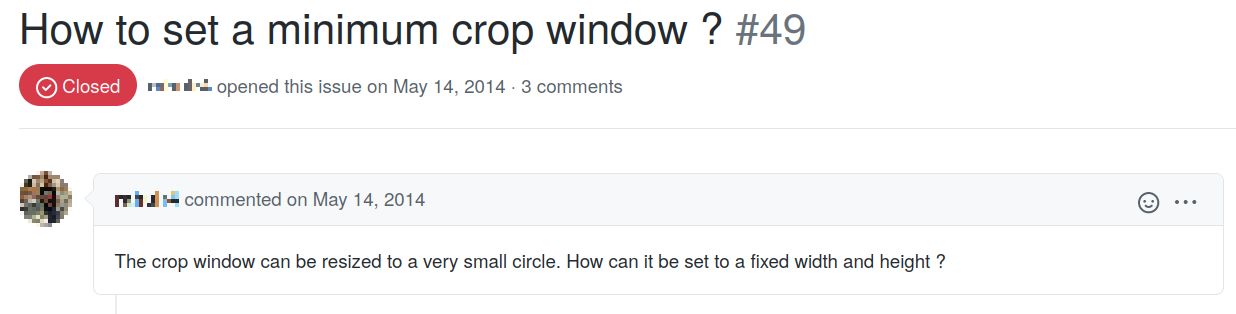 How to set a minimum crop window ? #49
Closed opened this issue on May 14, 2014 · 3 comments
commented on May 14, 2014
The crop window can be resized to a very small circle. How can it be set to a fixed width and height ?